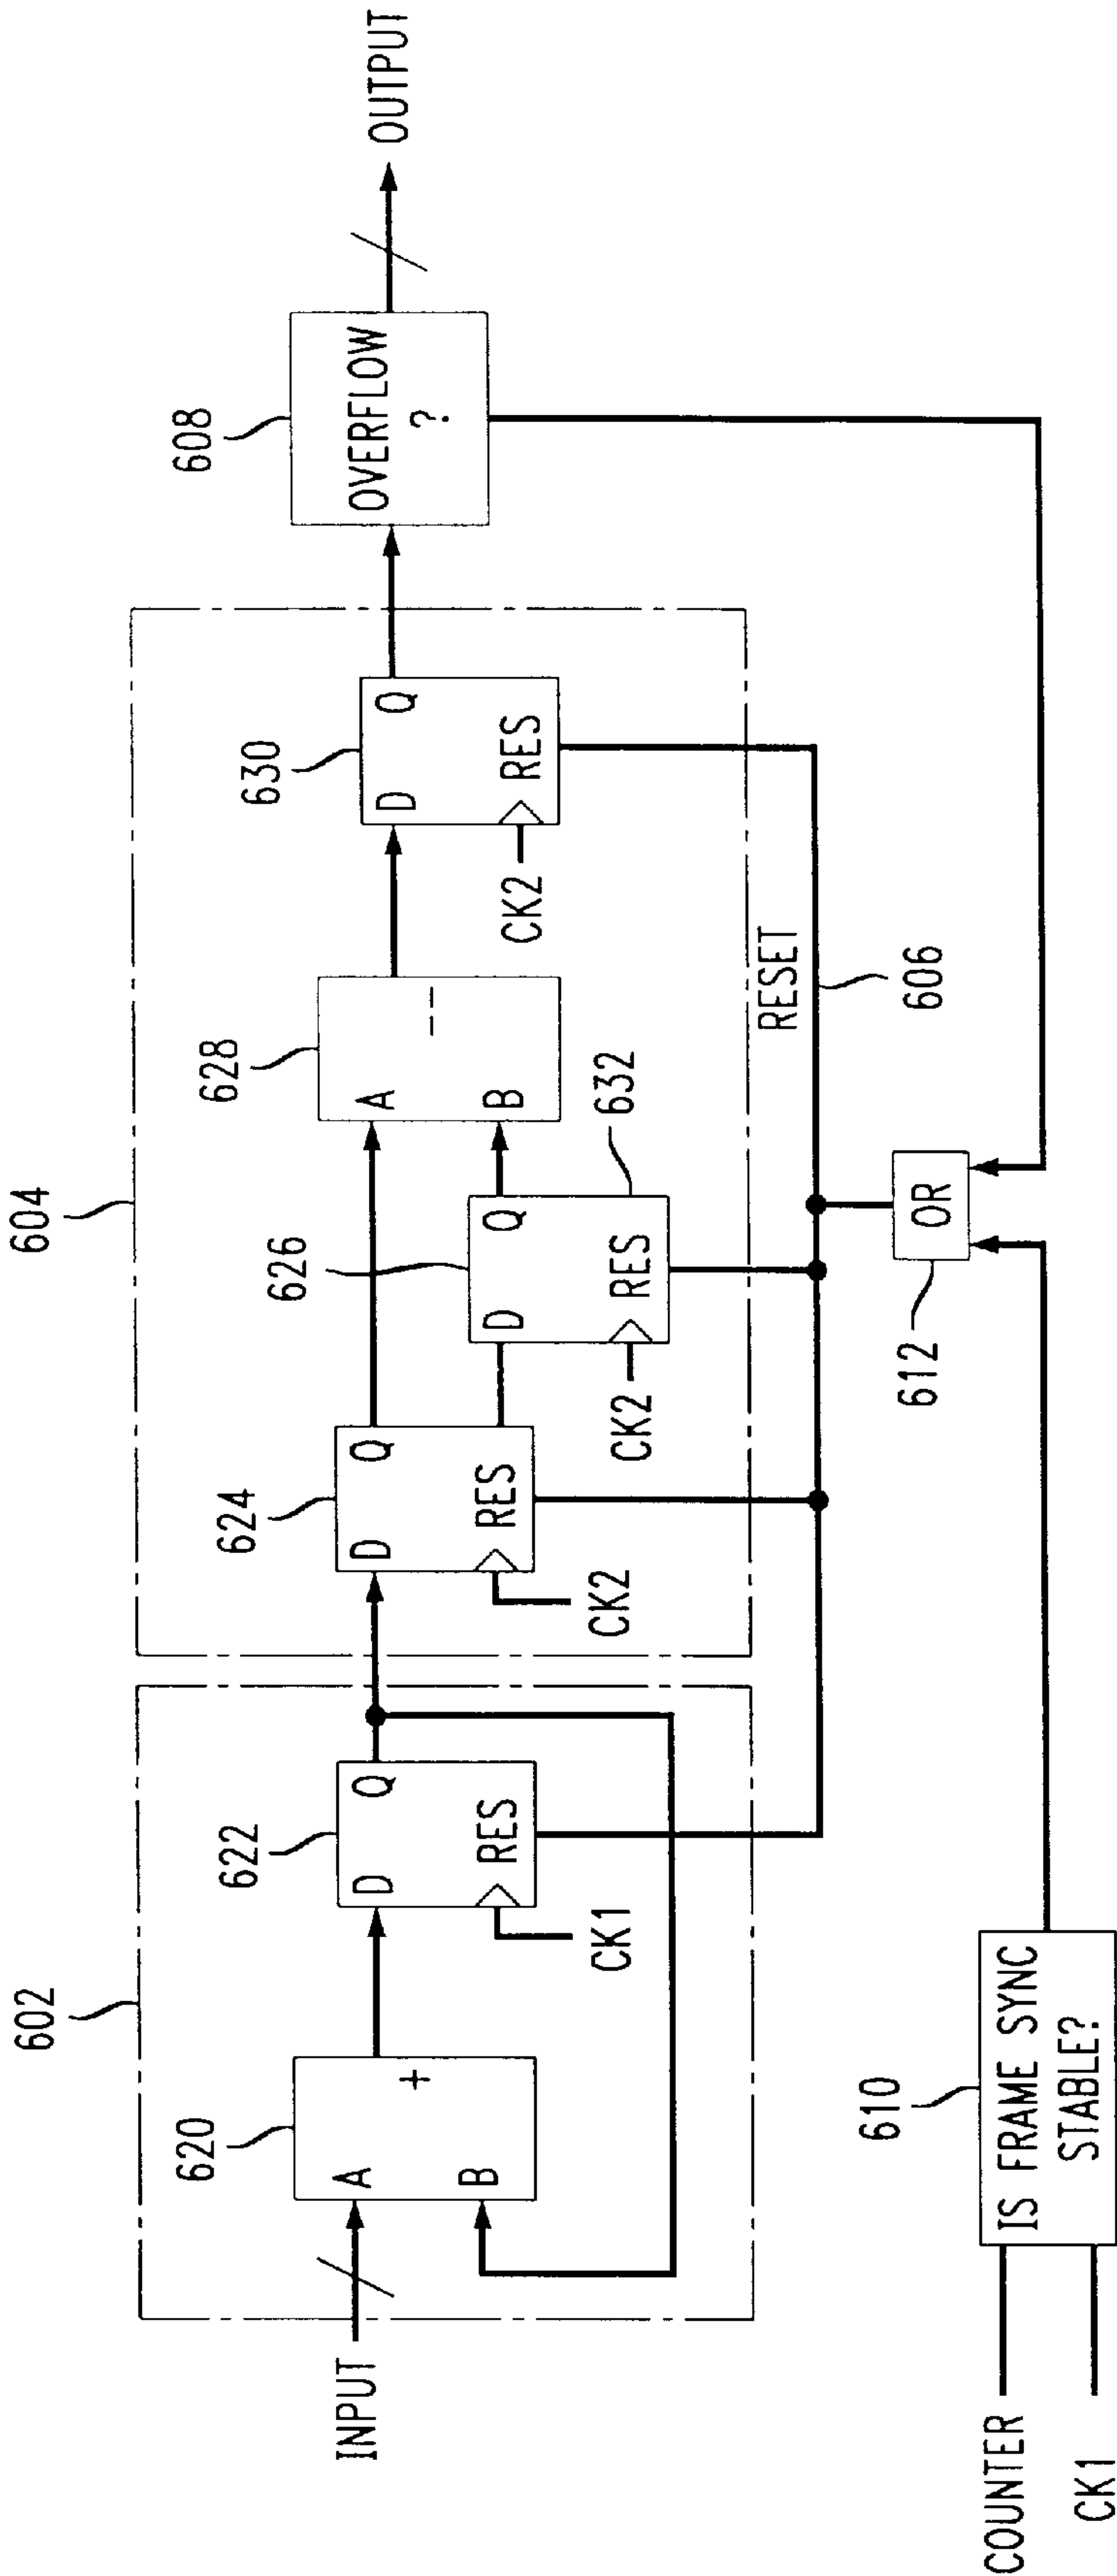 602
604
608
620
622
624
626
628
630
632
INPUT
A
B
+
D
Q
RES
CK1
D
Q
RES
CK2
D
Q
RES
CK2
A
B
—
D
Q
RES
CK2
OVERFLOW
?
OUTPUT
RESET
606
OR
612
610
IS FRAME SYNC
STABLE?
COUNTER
CK1